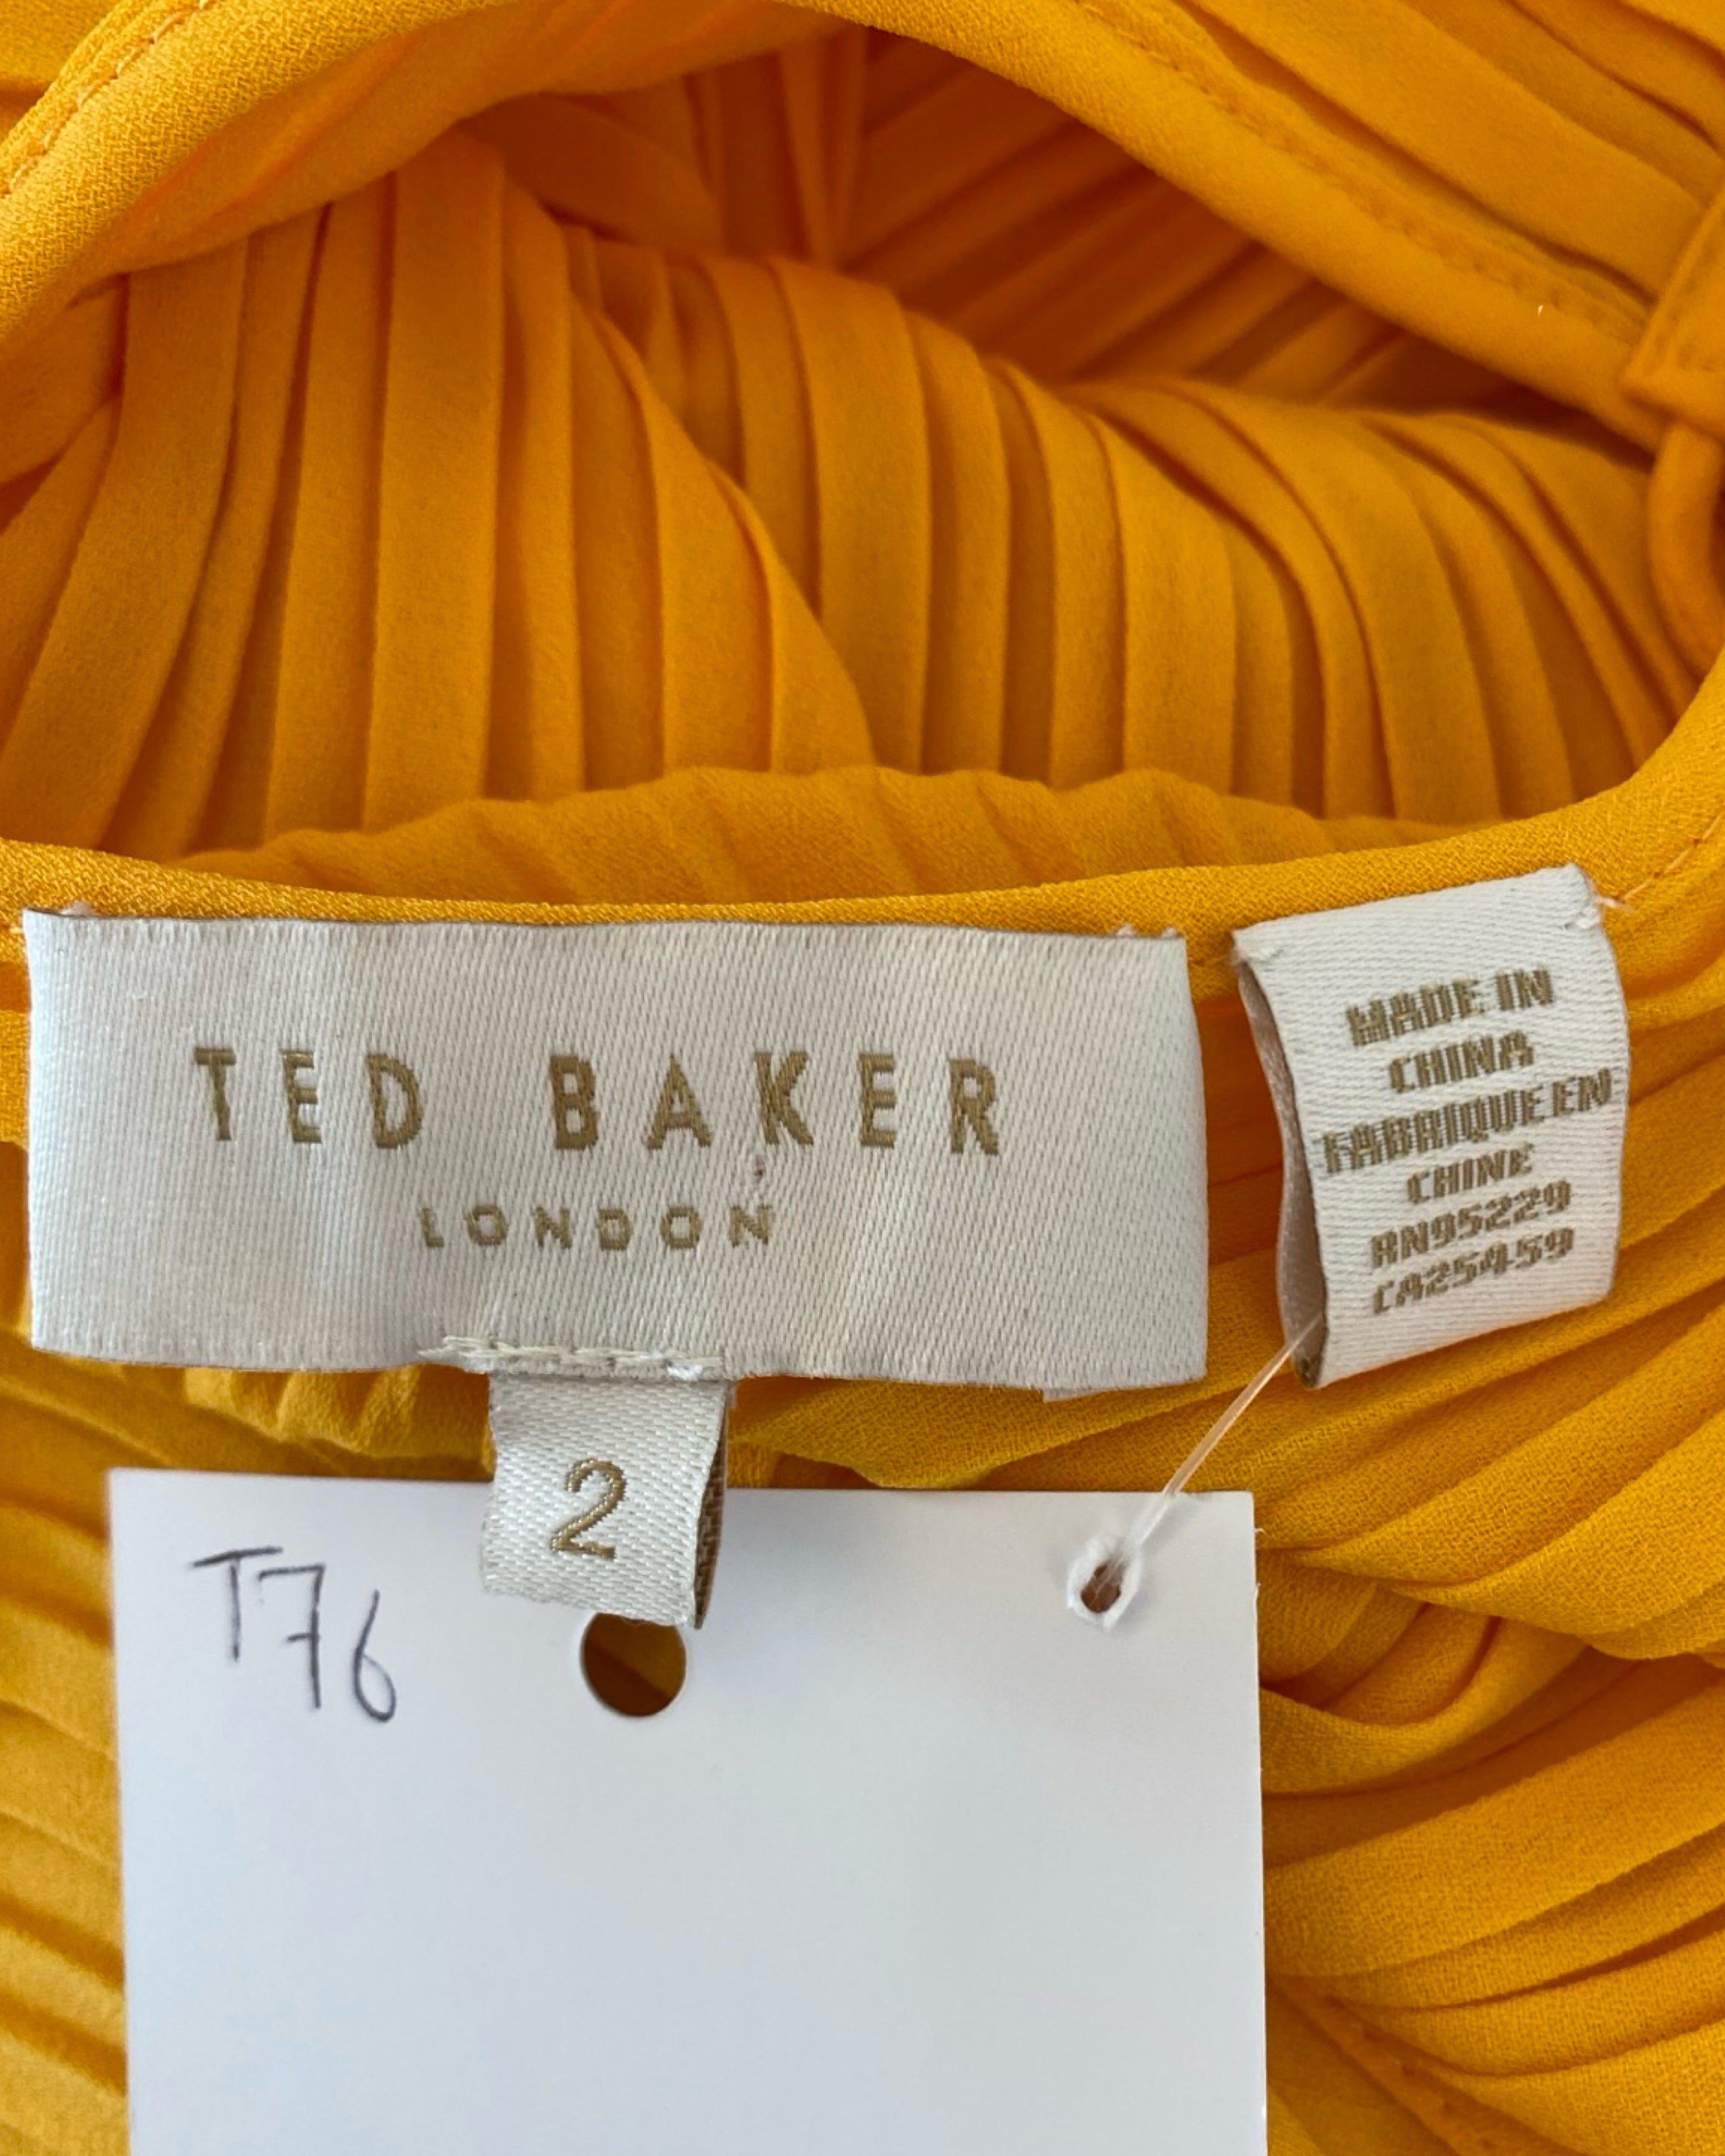 TED BAKER
LONDON
2
MADE IN
CHINA
FABRIQUE EN
CHINE
RN95229
CA25459
T76